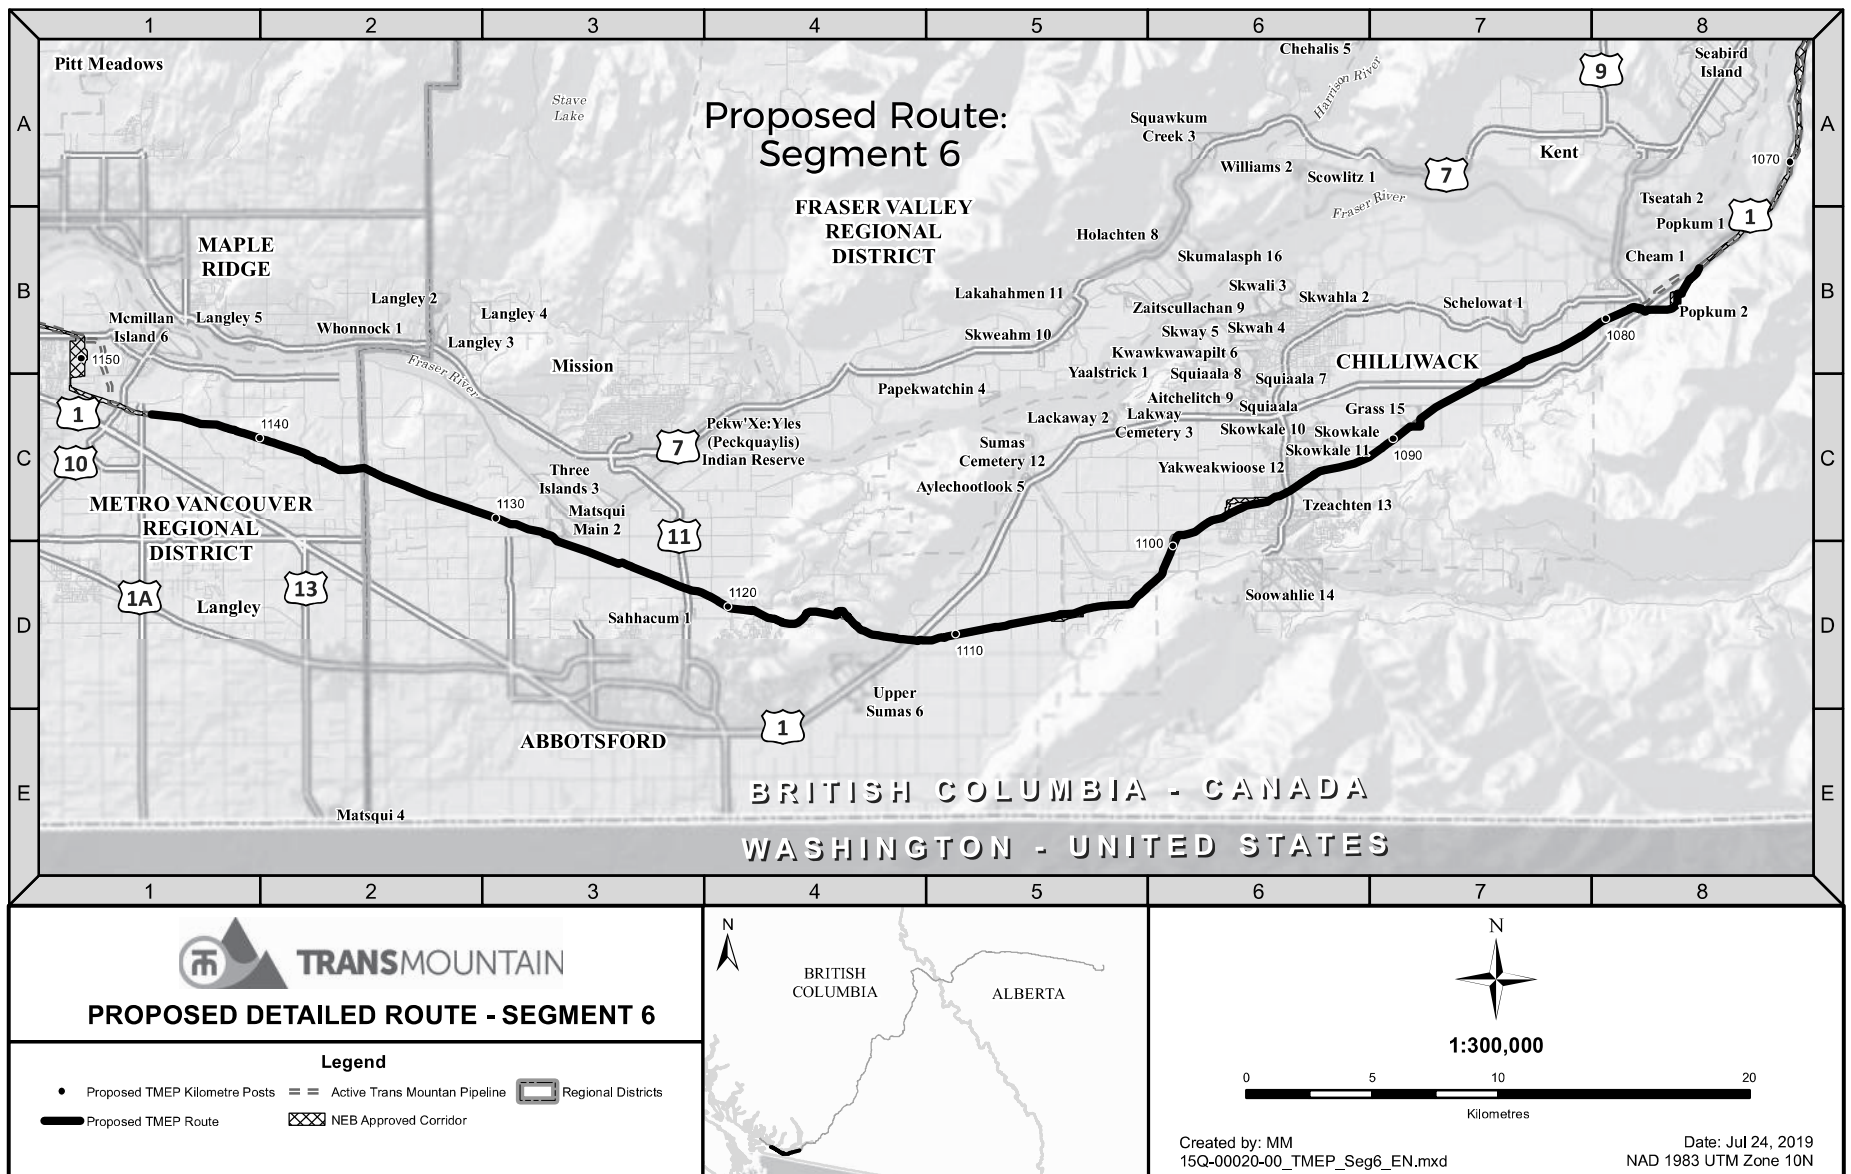 1 2 3 4 5 6 7 8
Pitt Meadows
Chehalis 5
Seabird
Island
9
Harrison River
Stave
Lake
A
Proposed Route:
Segment 6
Squawkum
Creek 3
A
Kent
1070
Williams 2
Scowlitz 1
7
Fraser River
Tseatah 2
FRASER VALLEY
REGIONAL
DISTRICT
Popkum 1
1
MAPLE
RIDGE
Holachten 8
Skumalasph 16
Cheam 1
B
Langley 2
Lakahahmen 11
Skwali 3
Skwahla 2
Schelowat 1
B
Mcmillan
Island 6
Langley 5
Whonnock 1
Langley 4
Zaitscullachan 9
Popkum 2
Langley 3
Skweahm 10
Skway 5
Skwah 4
1080
1150
Fraser River
Mission
Kwawkwawapilt 6
CHILLIWACK
Yaalstrick 1
Squiaala 8
Squiaala 7
Papekwatchin 4
Aitchelitch 9
1
1140
Pekw'Xe:Yles
(Peckquaylis)
Indian Reserve
7
Lackaway 2
Lakway
Cemetery 3
Squiaala
Grass 15
Skowkale 10
Skowkale
Skowkale 11
1090
C
10
Sumas
Cemetery 12
Yakweakwioose 12
C
Three
Islands 3
Aylechootlook 5
METRO VANCOUVER
REGIONAL
DISTRICT
1130
Matsqui
Main 2
Tzeachten 13
11
1100
1A
13
Langley
1120
Soowahlie 14
Sahhacum 1
D
1110
D
Upper
Sumas 6
1
ABBOTSFORD
E
BRITISH COLUMBIA - CANADA
E
Matsqui 4
WASHINGTON - UNITED STATES
1 2 3 4 5 6 7 8
TRANSMOUNTAIN
PROPOSED DETAILED ROUTE - SEGMENT 6
Legend
Proposed TMEP Kilometre Posts
Active Trans Mountan Pipeline
Regional Districts
Proposed TMEP Route
NEB Approved Corridor
N
BRITISH
COLUMBIA
ALBERTA
N
1:300,000
0 5 10 20
Kilometres
Created by: MM
Date: Jul 24, 2019
15Q-00020-00_TMEP_Seg6_EN.mxd
NAD 1983 UTM Zone 10N